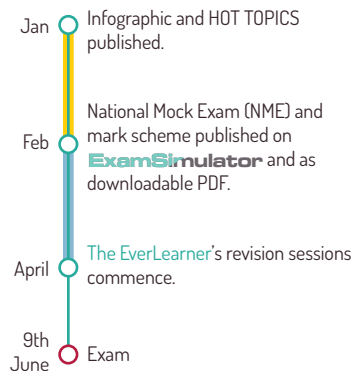 Jan
Infographic and HOT TOPICS
published.
Feb
National Mock Exam (NME) and
mark scheme published on
ExamSimulator and as
downloadable PDF.
April
The EverLearner's revision sessions
commence.
9th
June
Exam